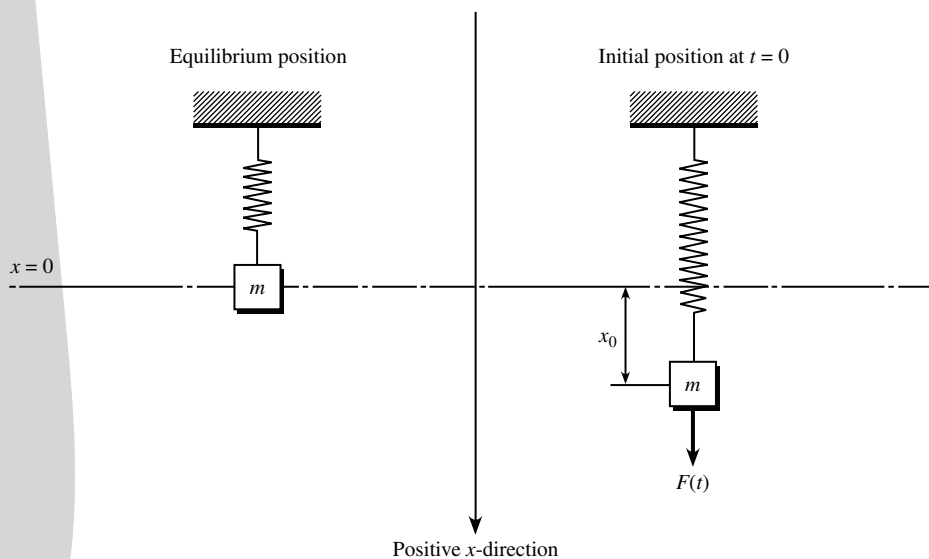 Equilibrium position
Initial position at t = 0
x = 0
m
x0
m
F(t)
Positive x-direction